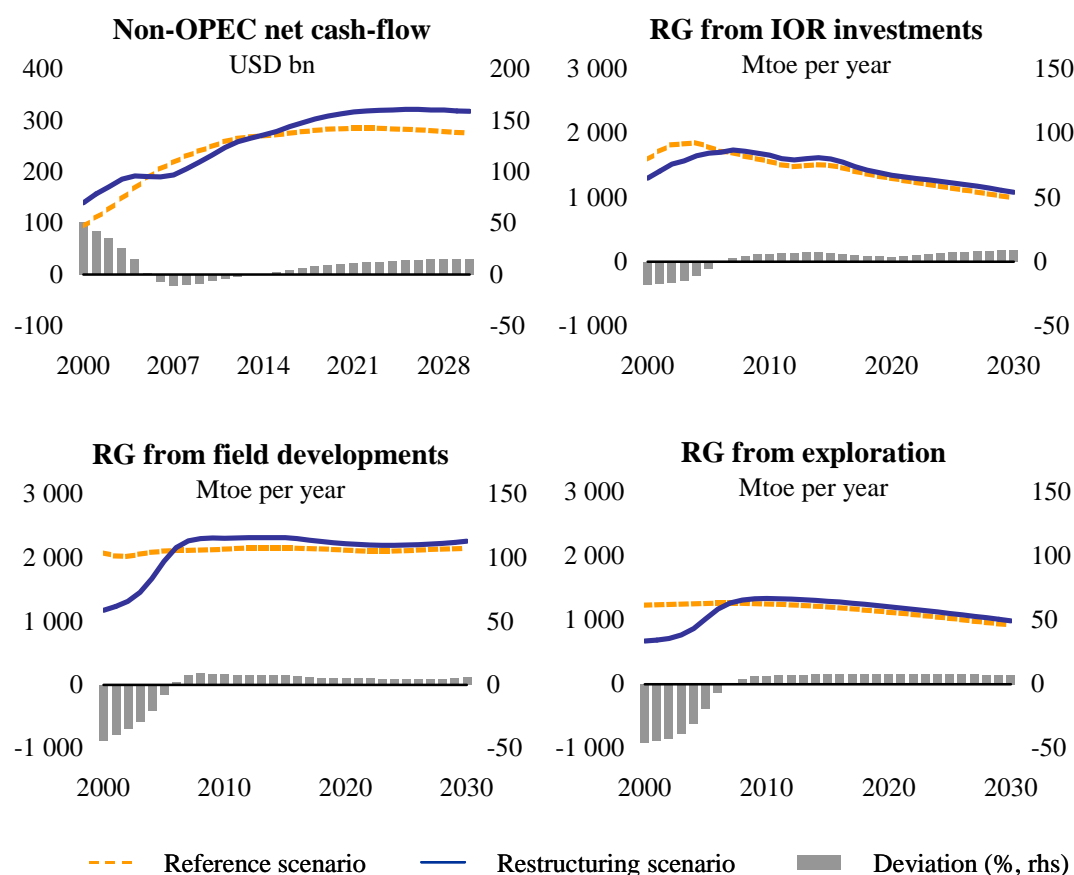 Non-OPEC net cash-flow
USD bn
400 200
300 150
200 100
100 50
0 0
-100 -50
2000 2007 2014 2021 2028
RG from IOR investments
Mtoe per year
3 000 150
2 000 100
1 000 50
0 0
-1 000 -50
2000 2010 2020 2030
RG from field developments
Mtoe per year
3 000 150
2 000 100
1 000 50
0 0
-1 000 -50
2000 2010 2020 2030
RG from exploration
Mtoe per year
3 000 150
2 000 100
1 000 50
0 0
-1 000 -50
2000 2010 2020 2030
Reference scenario Restructuring scenario Deviation (%, rhs)